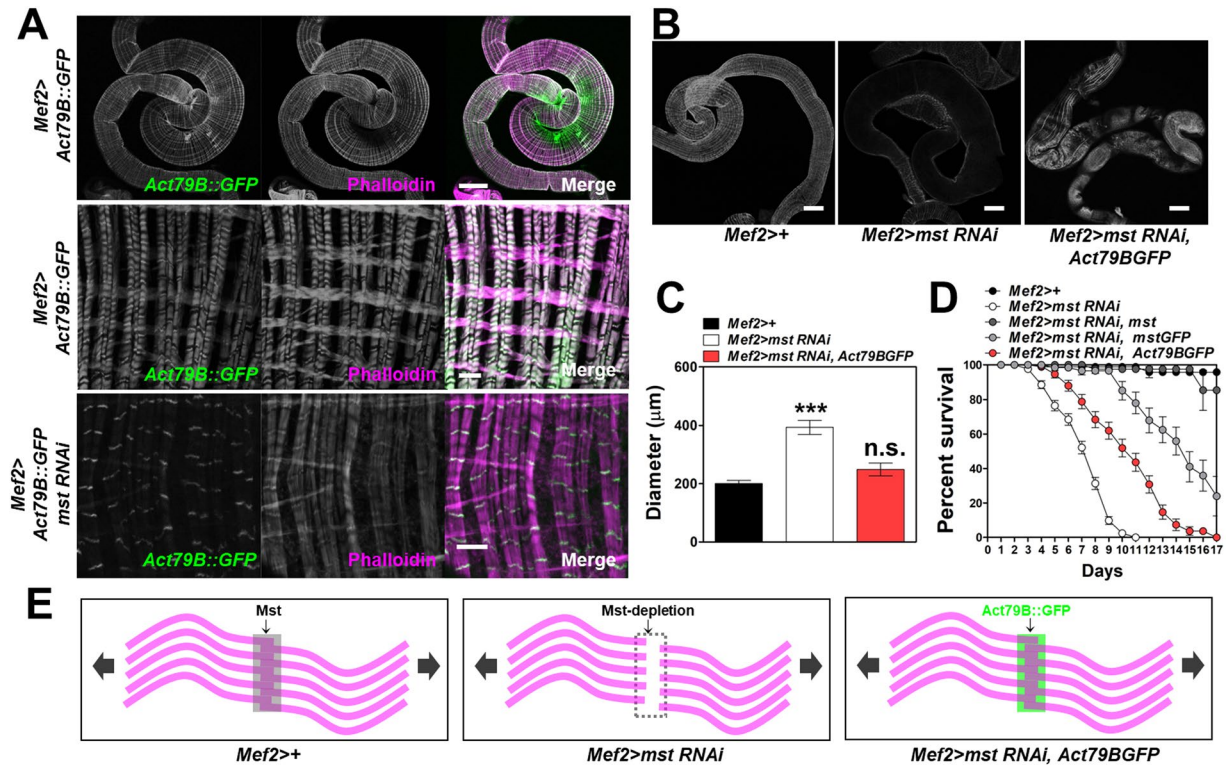 A
Mef2>
Act79B::GFP
Act79B::GFP
Phalloidin
Merge
Mef2>
Act79B::GFP
Act79B::GFP
Phalloidin
Merge
Mef2>
Act79B::GFP
mst RNAi
Act79B::GFP
Phalloidin
Merge
B
Mef2>+
Mef2>mst RNAi
Mef2>mst RNAi,
Act79BGFP
C
Mef2>+
Mef2>mst RNAi
Mef2>mst RNAi, Act79BGFP
Diameter (μm)
600
400
200
0
***
n.s.
D
Mef2>+
Mef2>mst RNAi
Mef2>mst RNAi, mst
Mef2>mst RNAi, mstGFP
Mef2>mst RNAi, Act79BGFP
Percent survival
100
80
60
40
20
0
0 1 2 3 4 5 6 7 8 9 10 11 12 13 14 15 16 17
Days
E
Mst
Mef2>+
Mst-depletion
Mef2>mst RNAi
Act79B::GFP
Mef2>mst RNAi, Act79BGFP